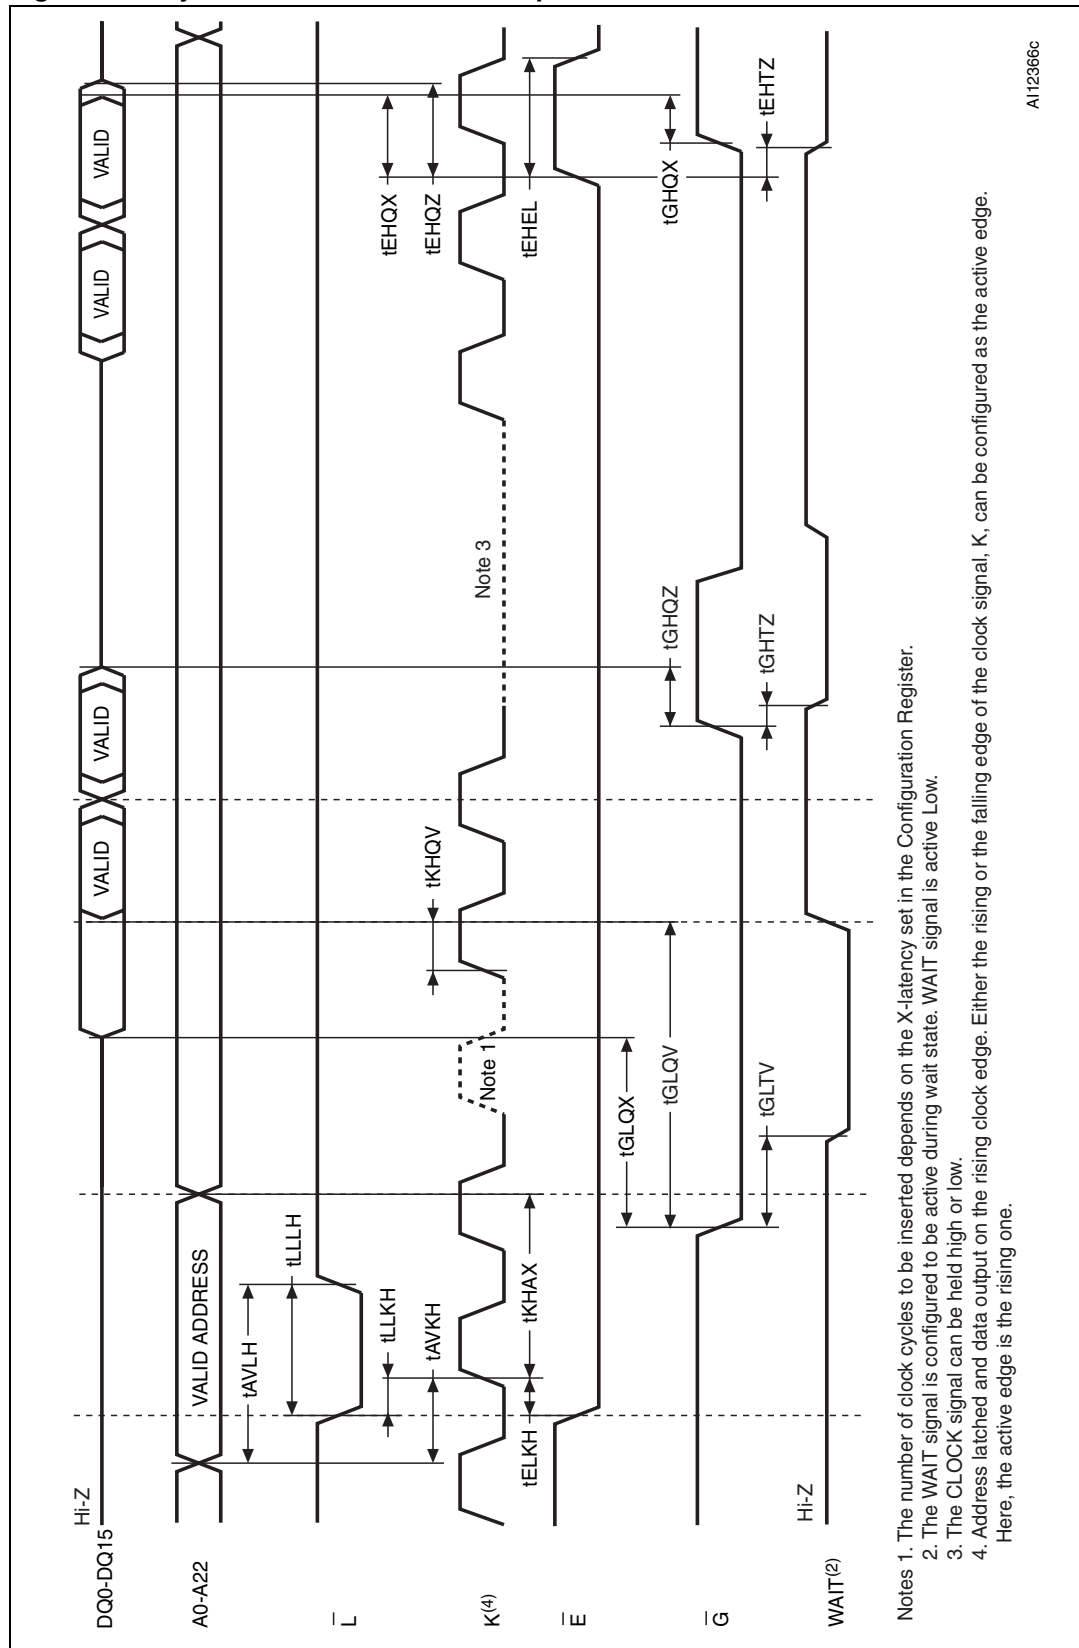 Hi-Z
DQ0-DQ15
VALID
VALID
VALID
VALID
A0-A22
VALID ADDRESS
tAVLH
L
tLLLH
tLLKH
tEHQX
tAVKH
tKHQV
tEHQZ
K(4)
Note 1
Note 3
tELKH
tKHAX
tEHEL
E
tGLQX
G
tGLQV
tGHQZ
tGHQX
tGLTV
tGHTZ
tEHTZ
Hi-Z
WAIT(2)
Notes 1. The number of clock cycles to be inserted depends on the X-latency set in the Configuration Register.
2. The WAIT signal is configured to be active during wait state. WAIT signal is active Low.
3. The CLOCK signal can be held high or low.
4. Address latched and data output on the rising clock edge. Either the rising or the falling edge of the clock signal, K, can be configured as the active edge.
Here, the active edge is the rising one.
AI12366c